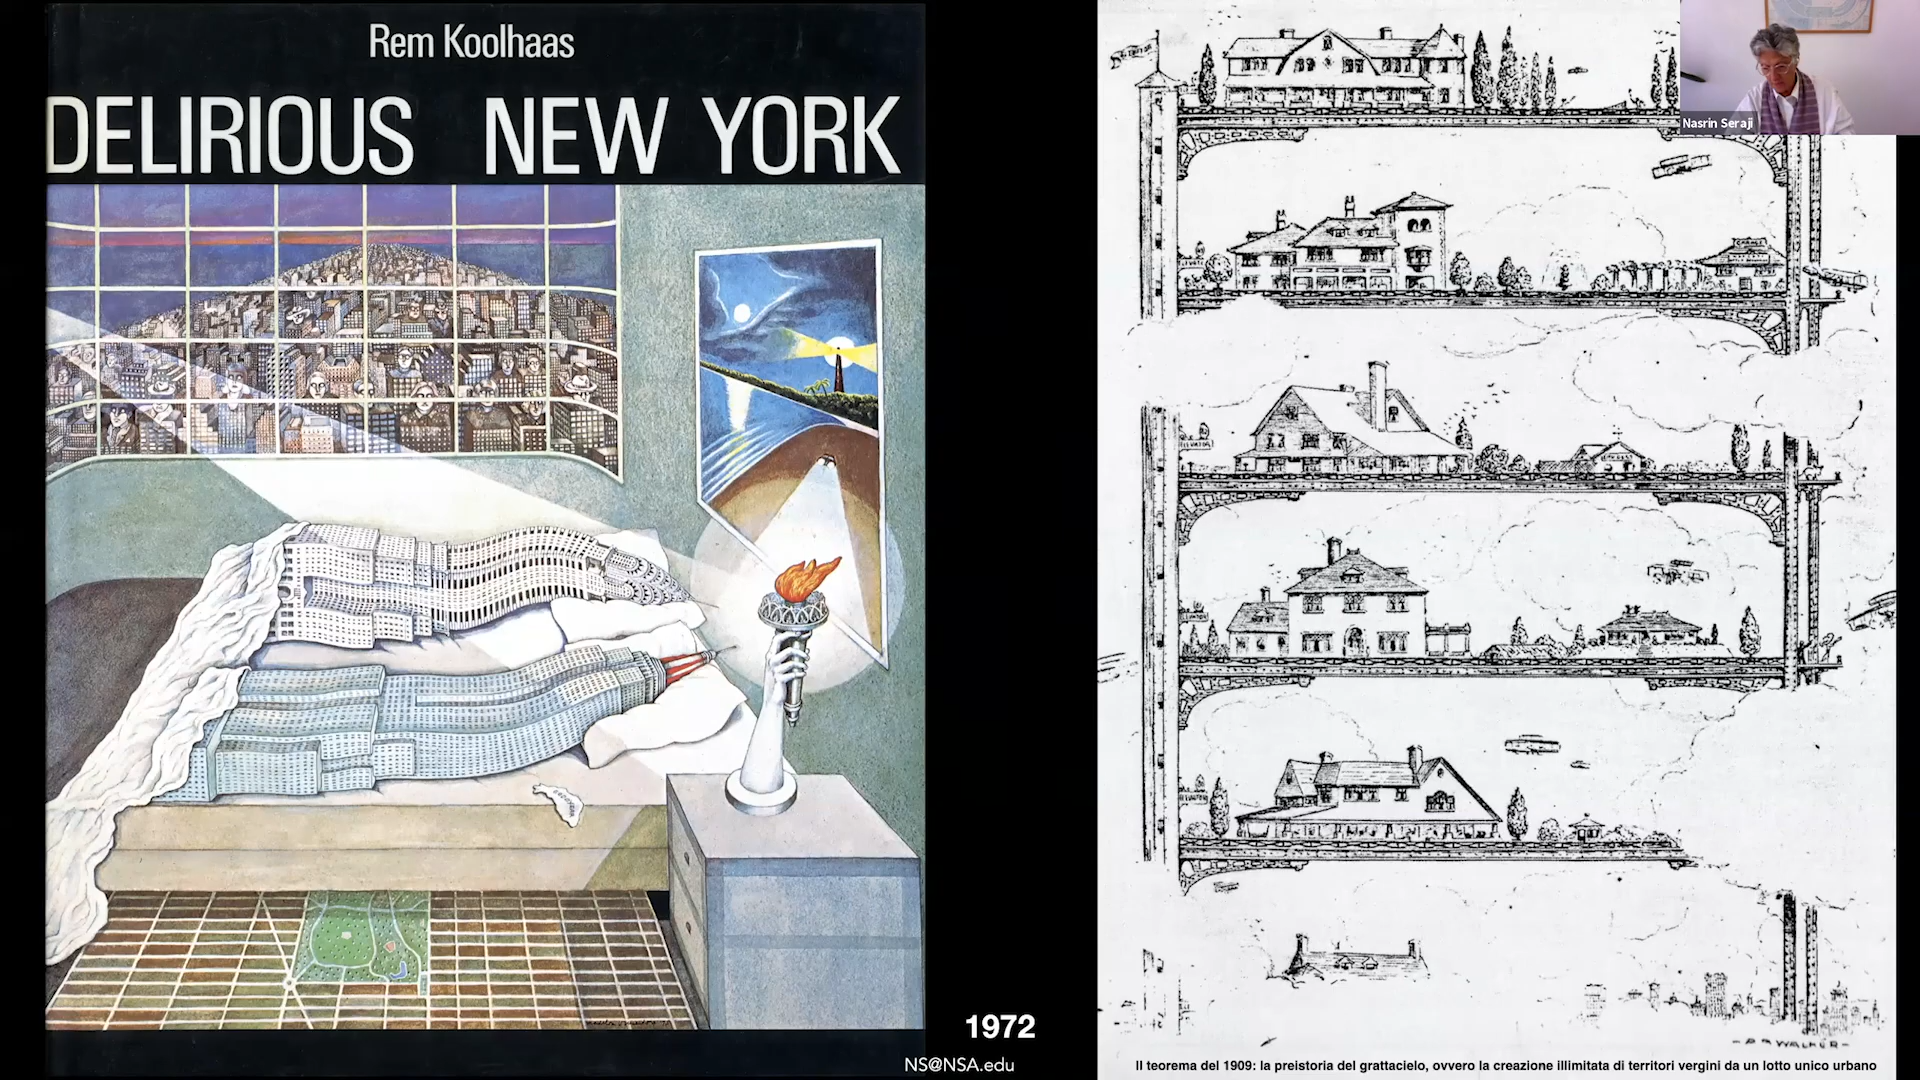 Rem Koolhaas
DELIRIOUS NEW YORK
Nasrin Seraji
1972
NS@NSA.edu
Il teorema del 1909: la preistoria del grattacielo, ovvero la creazione illimitata di territori vergini da un lotto unico urbano